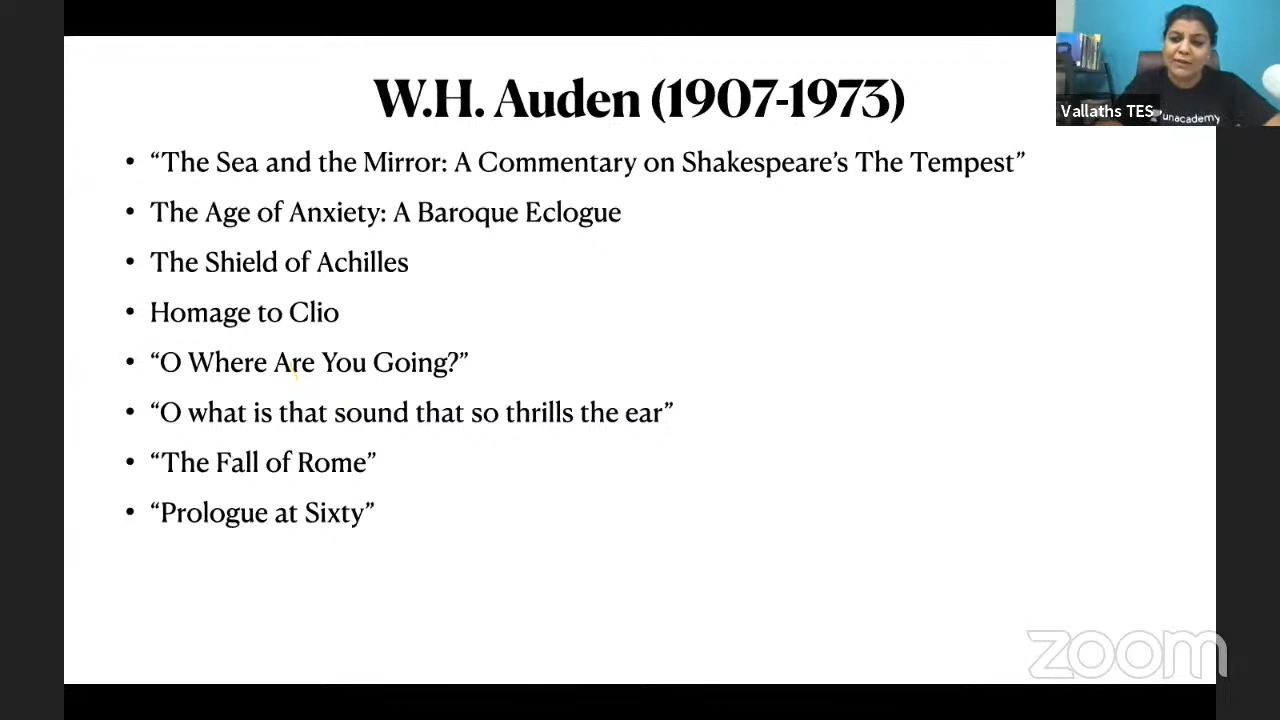 W.H. Auden (1907-1973)
Vallaths TES
unacademy
• “The Sea and the Mirror: A Commentary on Shakespeare’s The Tempest”
• The Age of Anxiety: A Baroque Eclogue
• The Shield of Achilles
• Homage to Clio
• “O Where Are You Going?”
• “O what is that sound that so thrills the ear”
• “The Fall of Rome”
• “Prologue at Sixty”
zoom